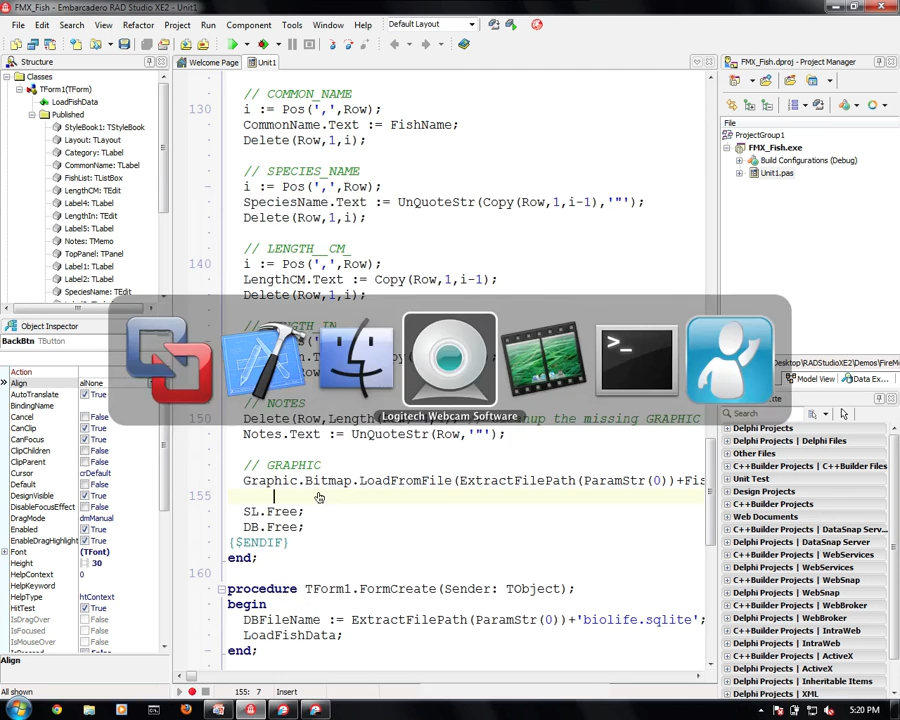 FMX_Fish - Embarcadero RAD Studio XE2 - Unit1
File Edit Search View Refactor Project Run Component Tools Window Help
Default Layout
Structure
Welcome Page
Unit1
FMX_Fish.dproj - Project Manager
Classes
TForm1(TForm)
LoadFishData
Published
StyleBook1: TStyleBook
Layout: TLayout
Category: TLabel
CommonName: TLabel
FishList: TListBox
LengthCM: TEdit
Label4: TLabel
LengthIn: TEdit
Label5: TLabel
Notes: TMemo
TopPanel: TPanel
Label1: TLabel
Label2: TLabel
SpeciesName: TEdit
// COMMON_NAME
130 i := Pos(',',Row);
CommonName.Text := FishName;
Delete(Row,1,i);
// SPECIES_NAME
i := Pos(',',Row);
SpeciesName.Text := UnQuoteStr(Copy(Row,1,i-1),'"');
Delete(Row,1,i);
// LENGTH__CM_
140 i := Pos(',',Row);
LengthCM.Text := Copy(Row,1,i-1);
Delete(Row,1,i);
// NOTES
150 Delete(Row,Length
up the missing GRAPHIC
Notes.Text := UnQuoteStr(Row,'"');
// GRAPHIC
Graphic.Bitmap.LoadFromFile(ExtractFilePath(ParamStr(0))+Fis
155
SL.Free;
DB.Free;
{$ENDIF}
end;
160
procedure TForm1.FormCreate(Sender: TObject);
begin
DBFileName := ExtractFilePath(ParamStr(0))+'biolife.sqlite';
LoadFishData;
end;
Logitech Webcam Software
File
ProjectGroup1
FMX_Fish.exe
Build Configurations (Debug)
Unit1.pas
Object Inspector
BackBtn TButton
Action
Align alNone
AutoTranslate True
BindingName
Cancel False
CanClip True
CanFocus True
ClipChildren False
ClipParent False
Cursor crDefault
Default False
DesignVisible True
DisableFocusEffect False
DragMode dmManual
Enabled True
EnableDragHighlight True
Font (TFont)
Height 30
HelpContext 0
HelpKeyword
HelpType htContext
HitTest True
IsDragOver False
IsFocused False
IsMouseOver False
Align
All shown
155: 7 Insert
esktop\RADStudioXE2\Demos\FireM
Model View
Data Ex...
Search
Delphi Projects
Delphi Projects | Delphi Files
Other Files
C++Builder Projects | C++Builder Files
Unit Test
Design Projects
Web Documents
Delphi Projects | DataSnap Serv...
C++Builder Projects | DataSnap Server
C++Builder Projects | WebServices
Delphi Projects | WebServices
C++Builder Projects | WebSnap
Delphi Projects | WebSnap
C++Builder Projects | WebBroker
Delphi Projects | WebBroker
C++Builder Projects | IntraWeb
Delphi Projects | IntraWeb
C++Builder Projects | ActiveX
Delphi Projects | ActiveX
Delphi Projects | Inheritable Items
Delphi Projects | XML
5:20 PM